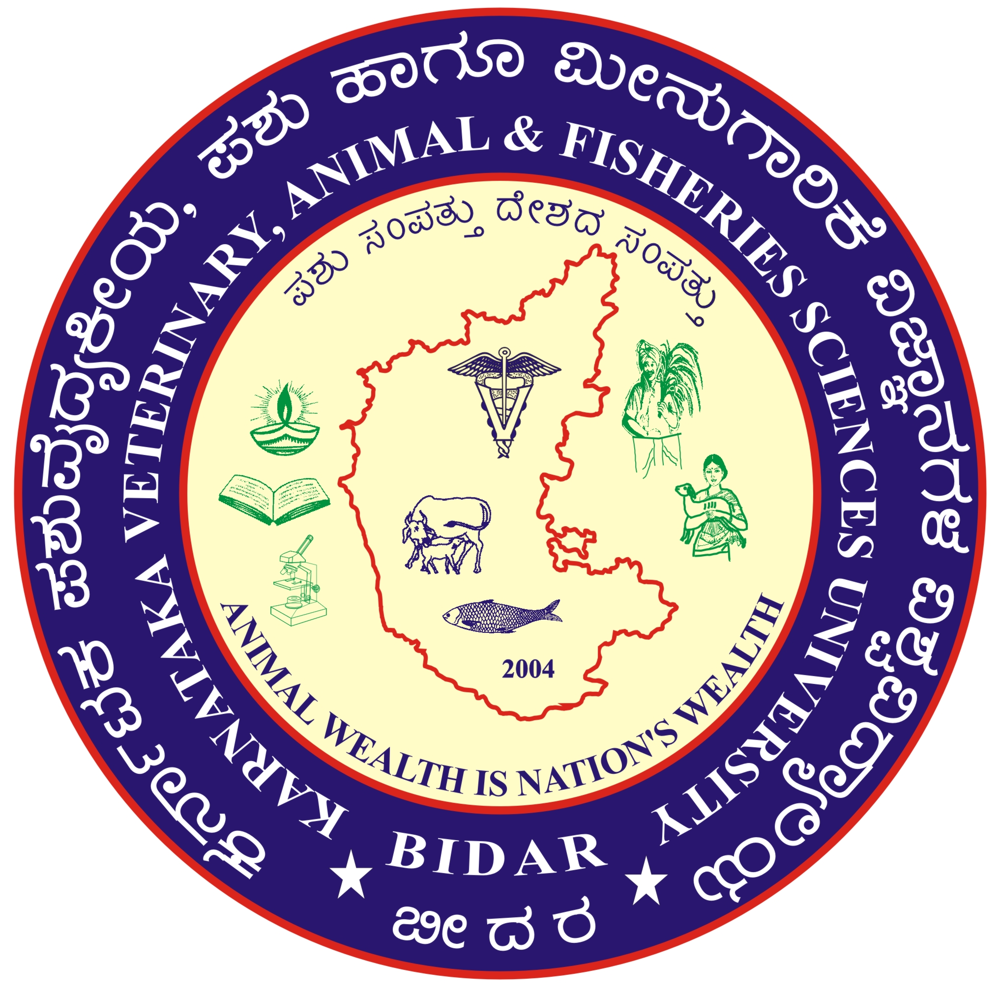 ಕರ್ನಾಟಕ ಪಶುವೈದ್ಯಕೀಯ, ಪಶು ಹಾಗೂ ಮೀನುಗಾರಿಕೆ ವಿಜ್ಞಾನಗಳ ವಿಶ್ವವಿದ್ಯಾಲಯ
KARNATAKA VETERINARY, ANIMAL & FISHERIES SCIENCES UNIVERSITY
ಪಶು ಸಂಪತ್ತು ದೇಶದ ಸಂಪತ್ತು
2004
ANIMAL WEALTH IS NATION'S WEALTH
BIDAR
ಬೀದರ